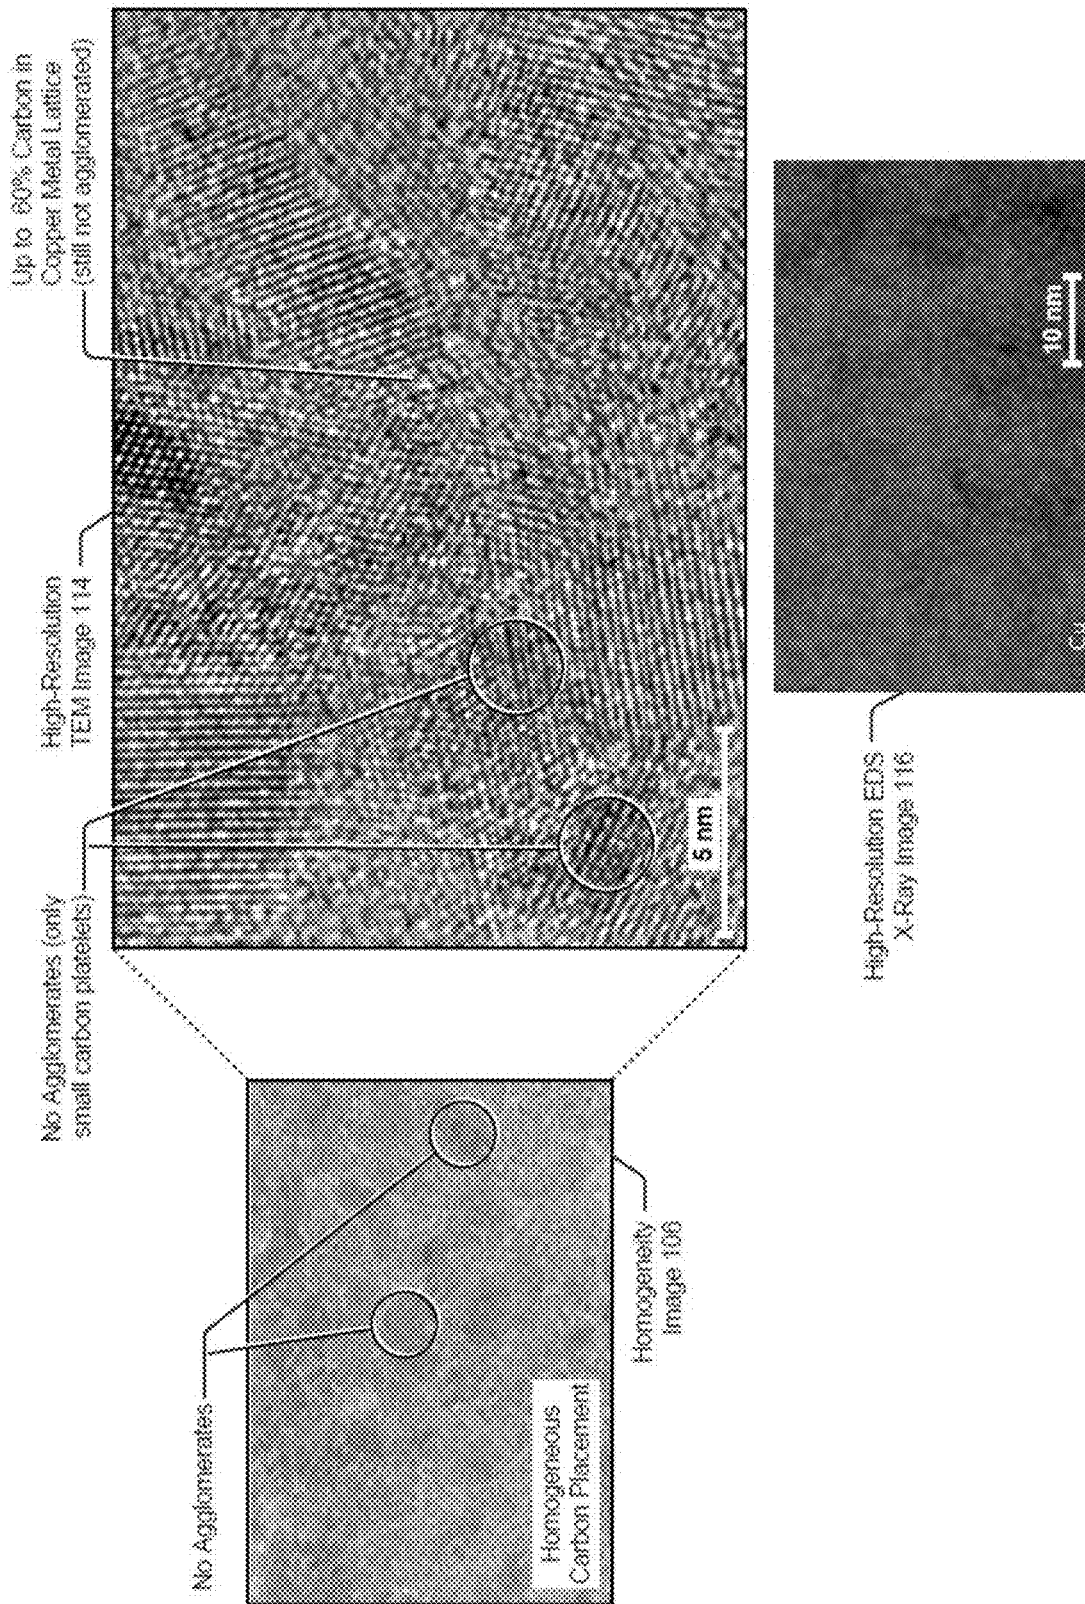 No Agglomerates
No Agglomerates (only
small carbon platelets)
High-Resolution
TEM Image 114
Up to 60% Carbon in
Copper Metal Lattice
(still not agglomerated)
Homogeneous
Carbon Placement
5 nm
Homogeneity
Image 106
High-Resolution EDS
X-Ray Image 116
10 nm